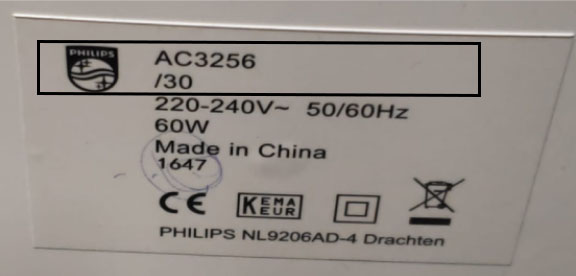 PHILIPS
AC3256
/30
220-240V~ 50/60Hz
60W
Made in China
1647
CE KEMA KEUR
PHILIPS NL9206AD-4 Drachten